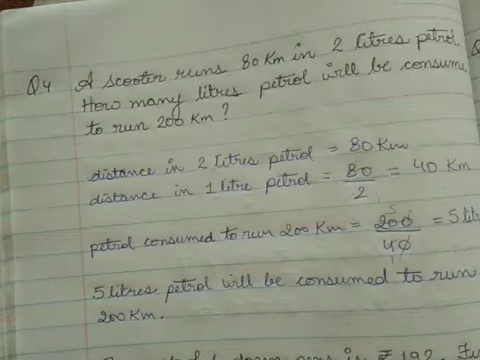 Q4 A scooter runs 80 Km in 2 litres petrol.
How many litres petrol will be consume
to run 200 Km?
distance in 2 litres petrol = 80 Km
distance in 1 litre petrol = 80/2 = 40 Km
petrol consumed to run 200 Km = 200/40 = 5 lit
5 litres petrol will be consumed to run
200 Km.